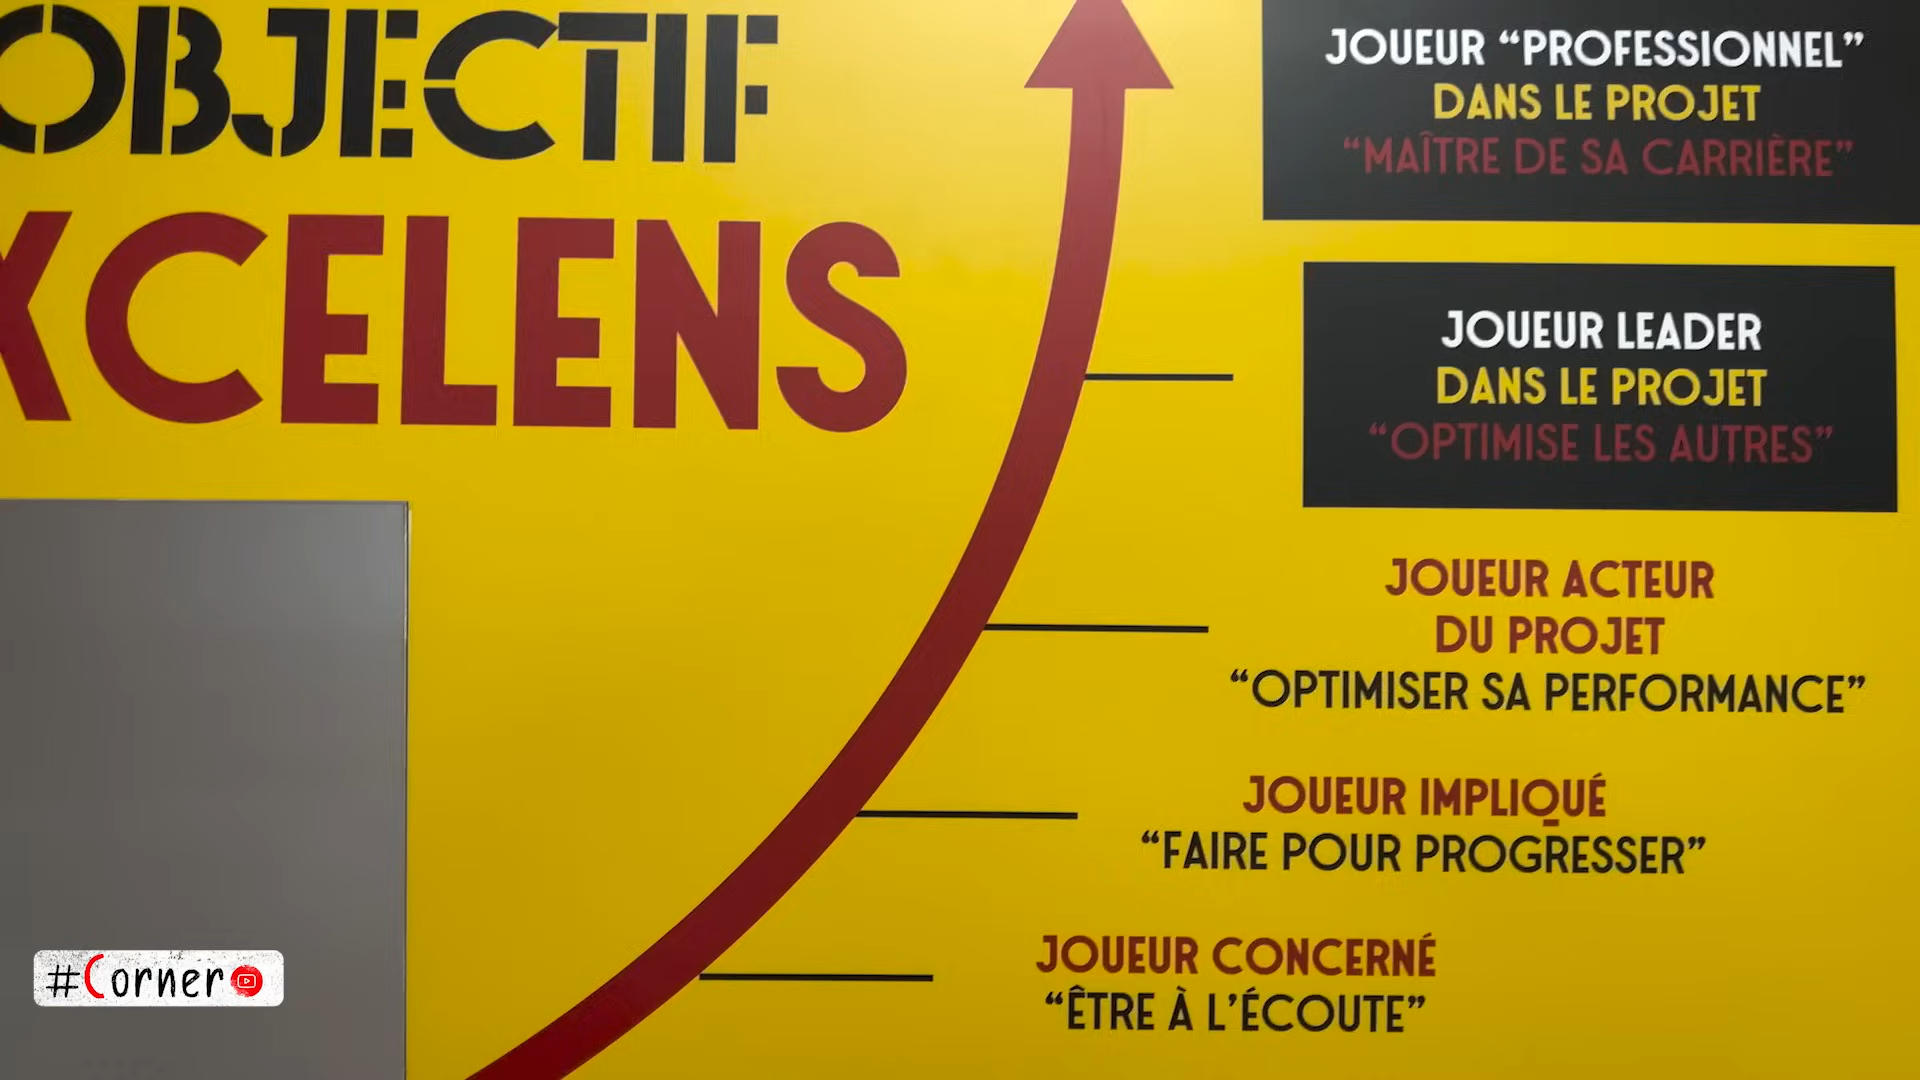 OBJECTIF
XCELENS
JOUEUR “PROFESSIONNEL”
DANS LE PROJET
“MAÎTRE DE SA CARRIÈRE”
JOUEUR LEADER
DANS LE PROJET
“OPTIMISE LES AUTRES”
JOUEUR ACTEUR
DU PROJET
“OPTIMISER SA PERFORMANCE”
JOUEUR IMPLIQUÉ
“FAIRE POUR PROGRESSER”
JOUEUR CONCERNÉ
“ÊTRE À L’ÉCOUTE”
#Corner